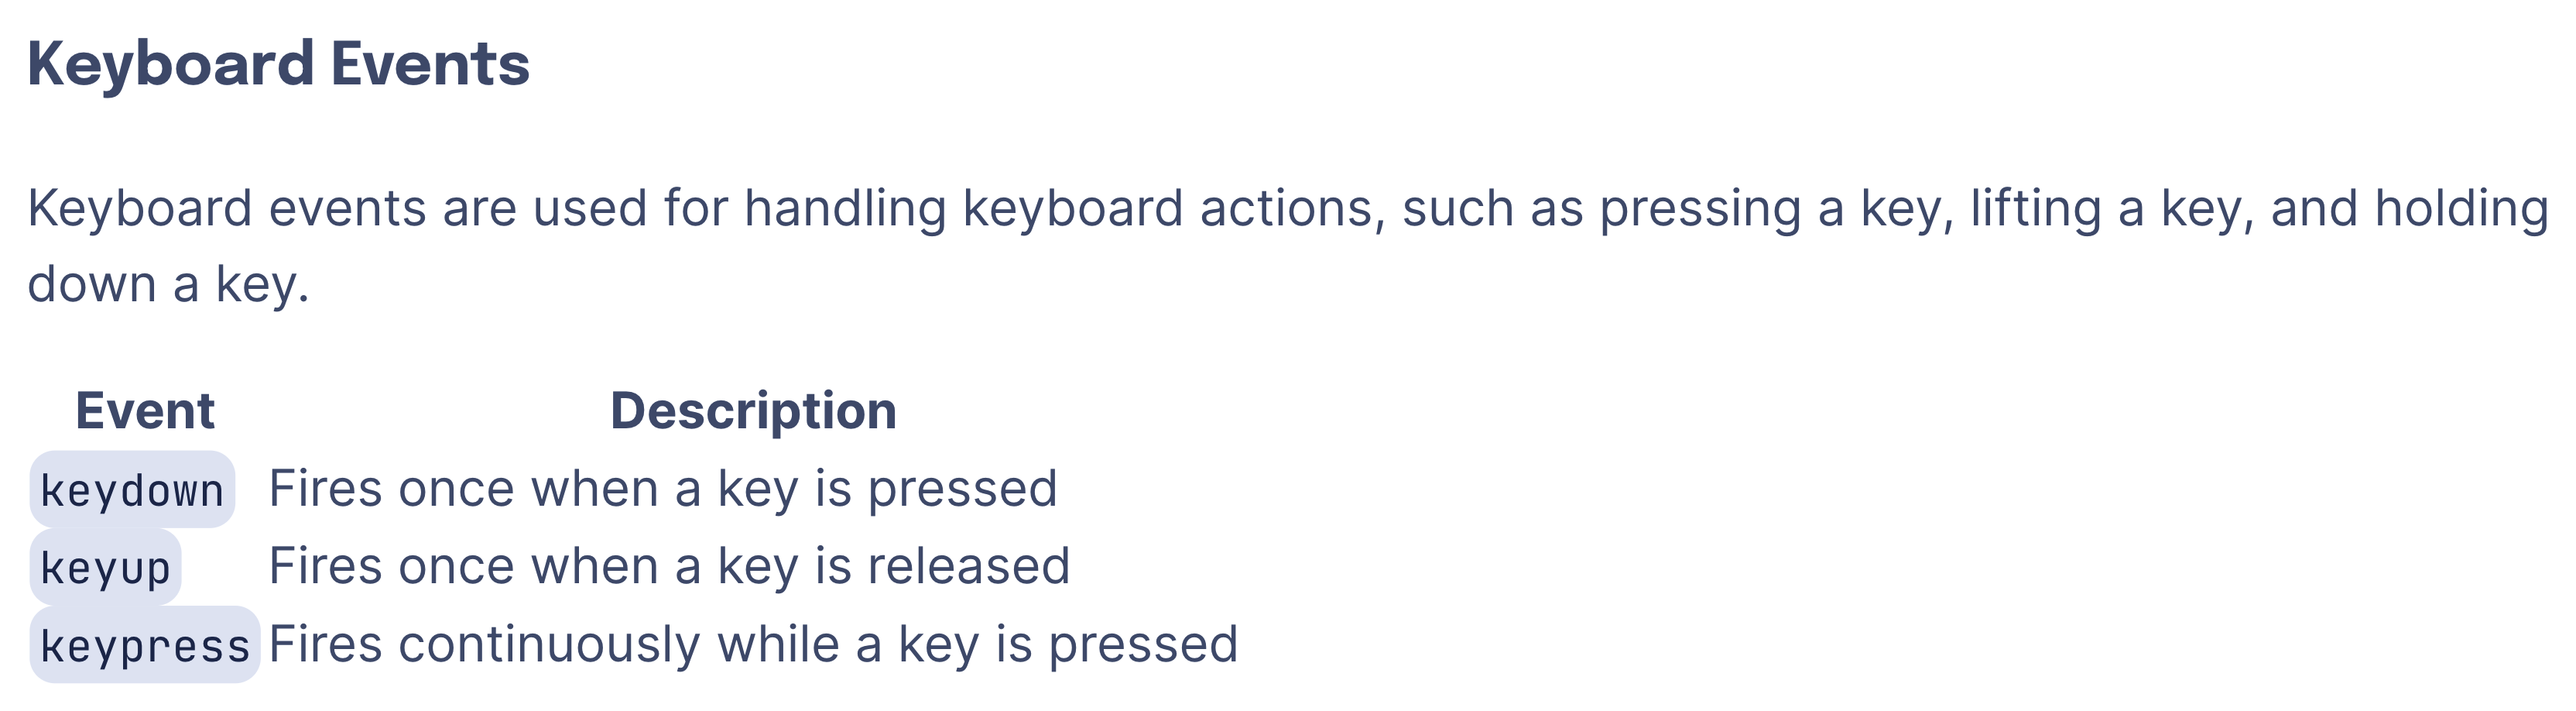 Keyboard Events
Keyboard events are used for handling keyboard actions, such as pressing a key, lifting a key, and holding
down a key.
Event Description
keydown Fires once when a key is pressed
keyup Fires once when a key is released
keypress Fires continuously while a key is pressed